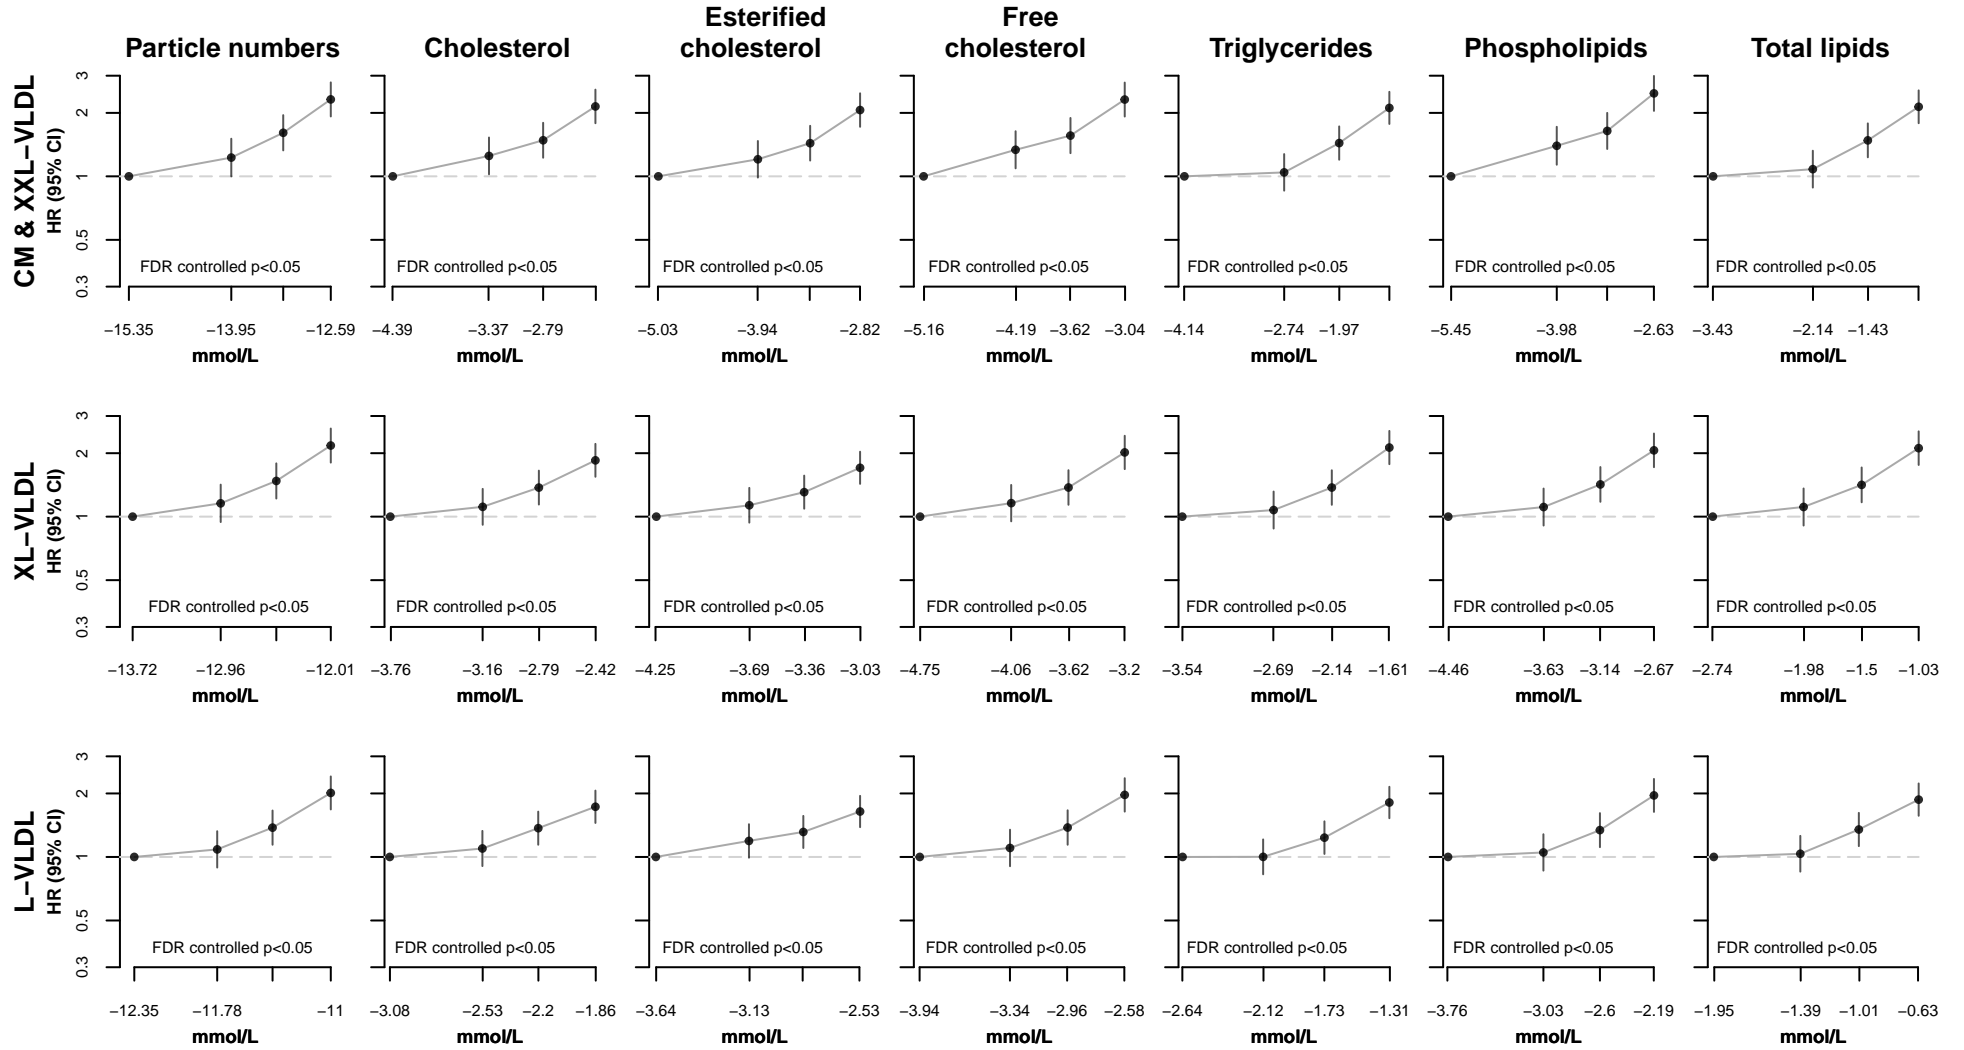 Esterified Free
Particle numbers Cholesterol cholesterol cholesterol Triglycerides Phospholipids Total lipids
CM & XXL−VLDL
HR (95% CI)
3
2
1
0.5
0.3
FDR controlled p<0.05 FDR controlled p<0.05 FDR controlled p<0.05 FDR controlled p<0.05 FDR controlled p<0.05 FDR controlled p<0.05 FDR controlled p<0.05
−15.35 −13.95 −12.59 −4.39 −3.37 −2.79 −5.03 −3.94 −2.82 −5.16 −4.19 −3.62 −3.04 −4.14 −2.74 −1.97 −5.45 −3.98 −2.63 −3.43 −2.14 −1.43
mmol/L mmol/L mmol/L mmol/L mmol/L mmol/L mmol/L
XL−VLDL
HR (95% CI)
3
2
1
0.5
0.3
FDR controlled p<0.05 FDR controlled p<0.05 FDR controlled p<0.05 FDR controlled p<0.05 FDR controlled p<0.05 FDR controlled p<0.05 FDR controlled p<0.05
−13.72 −12.96 −12.01 −3.76 −3.16 −2.79 −2.42 −4.25 −3.69 −3.36 −3.03 −4.75 −4.06 −3.62 −3.2 −3.54 −2.69 −2.14 −1.61 −4.46 −3.63 −3.14 −2.67 −2.74 −1.98 −1.5 −1.03
mmol/L mmol/L mmol/L mmol/L mmol/L mmol/L mmol/L
L−VLDL
HR (95% CI)
3
2
1
0.5
0.3
FDR controlled p<0.05 FDR controlled p<0.05 FDR controlled p<0.05 FDR controlled p<0.05 FDR controlled p<0.05 FDR controlled p<0.05 FDR controlled p<0.05
−12.35 −11.78 −11 −3.08 −2.53 −2.2 −1.86 −3.64 −3.13 −2.53 −3.94 −3.34 −2.96 −2.58 −2.64 −2.12 −1.73 −1.31 −3.76 −3.03 −2.6 −2.19 −1.95 −1.39 −1.01 −0.63
mmol/L mmol/L mmol/L mmol/L mmol/L mmol/L mmol/L